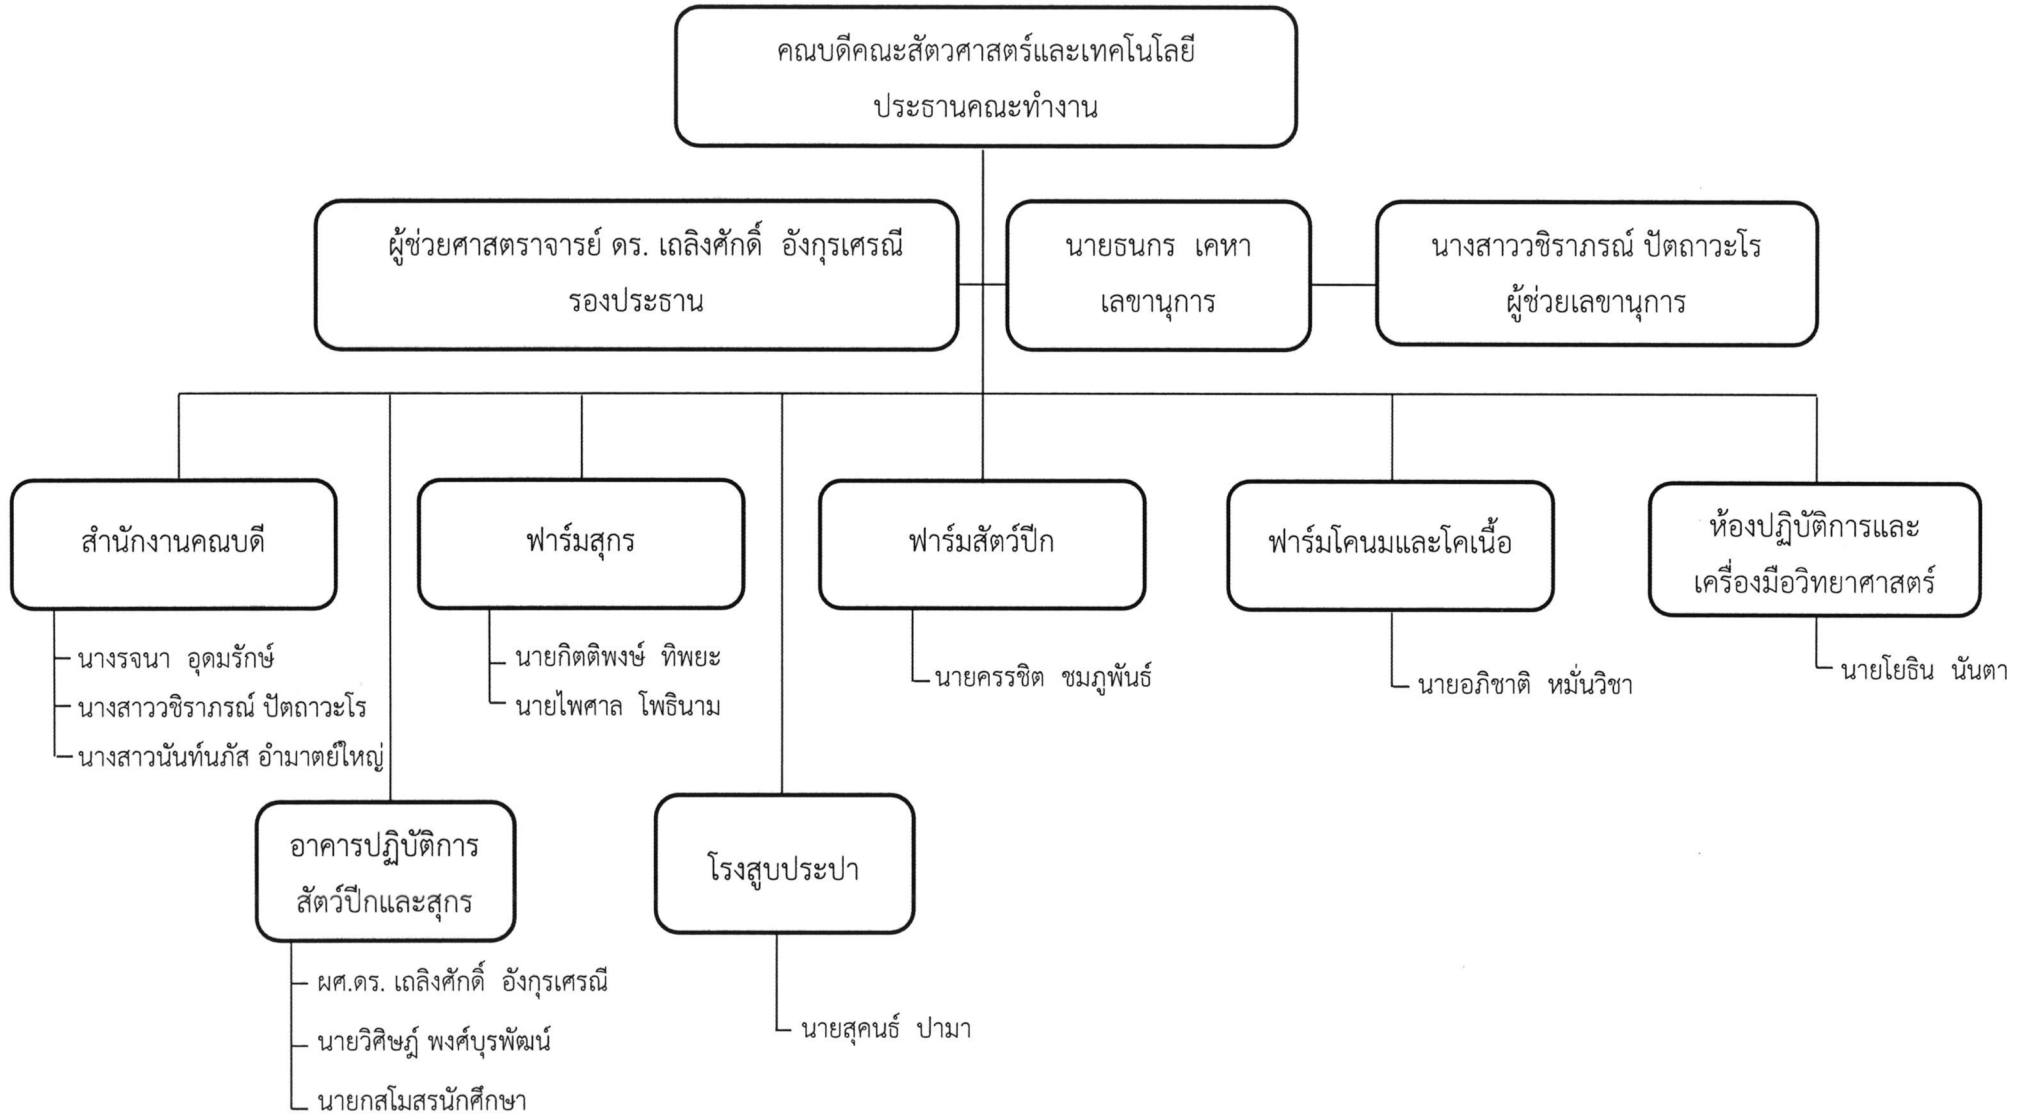 คณบดีคณะสัตวศาสตร์และเทคโนโลยี
ประธานคณะทำงาน
ผู้ช่วยศาสตราจารย์ ดร. เถลิงศักดิ์ อังกุรเศรณี
รองประธาน
นายธนกร เคหา
เลขานุการ
นางสาววชิราภรณ์ ปัตถาวะโร
ผู้ช่วยเลขานุการ
สำนักงานคณบดี
นางรจนา อุดมรักษ์
นางสาววชิราภรณ์ ปัตถาวะโร
นางสาวนันท์นภัส อำมาตย์ใหญ่
ฟาร์มสุกร
นายกิตติพงษ์ ทิพยะ
นายไพศาล โพธินาม
ฟาร์มสัตว์ปีก
นายครรชิต ชมภูพันธ์
ฟาร์มโคนมและโคเนื้อ
นายอภิชาติ หมั่นวิชา
ห้องปฏิบัติการและ
เครื่องมือวิทยาศาสตร์
นายโยธิน นันตา
อาคารปฏิบัติการ
สัตว์ปีกและสุกร
ผศ.ดร. เถลิงศักดิ์ อังกุรเศรณี
นายวิศิษฎ์ พงศ์บุรพัฒน์
นายกสโมสรนักศึกษา
โรงสูบประปา
นายสุคนธ์ ปามา